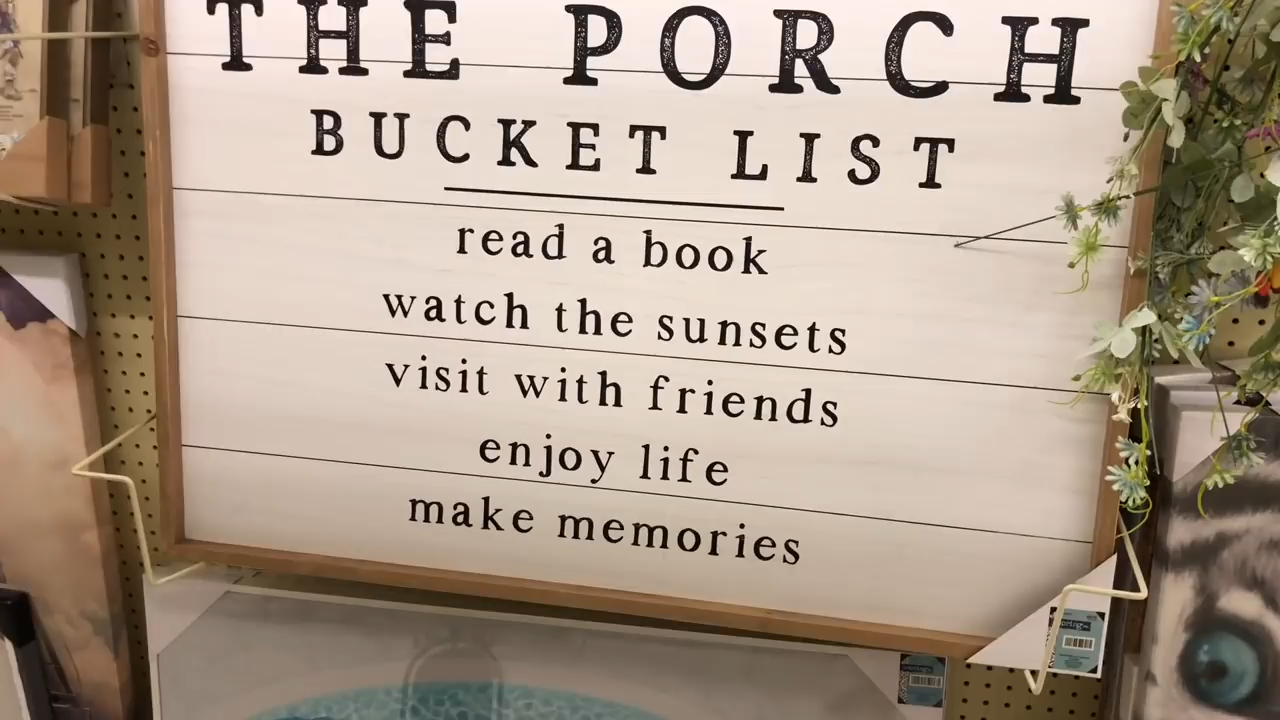 THE PORCH
BUCKET LIST
read a book
watch the sunsets
visit with friends
enjoy life
make memories